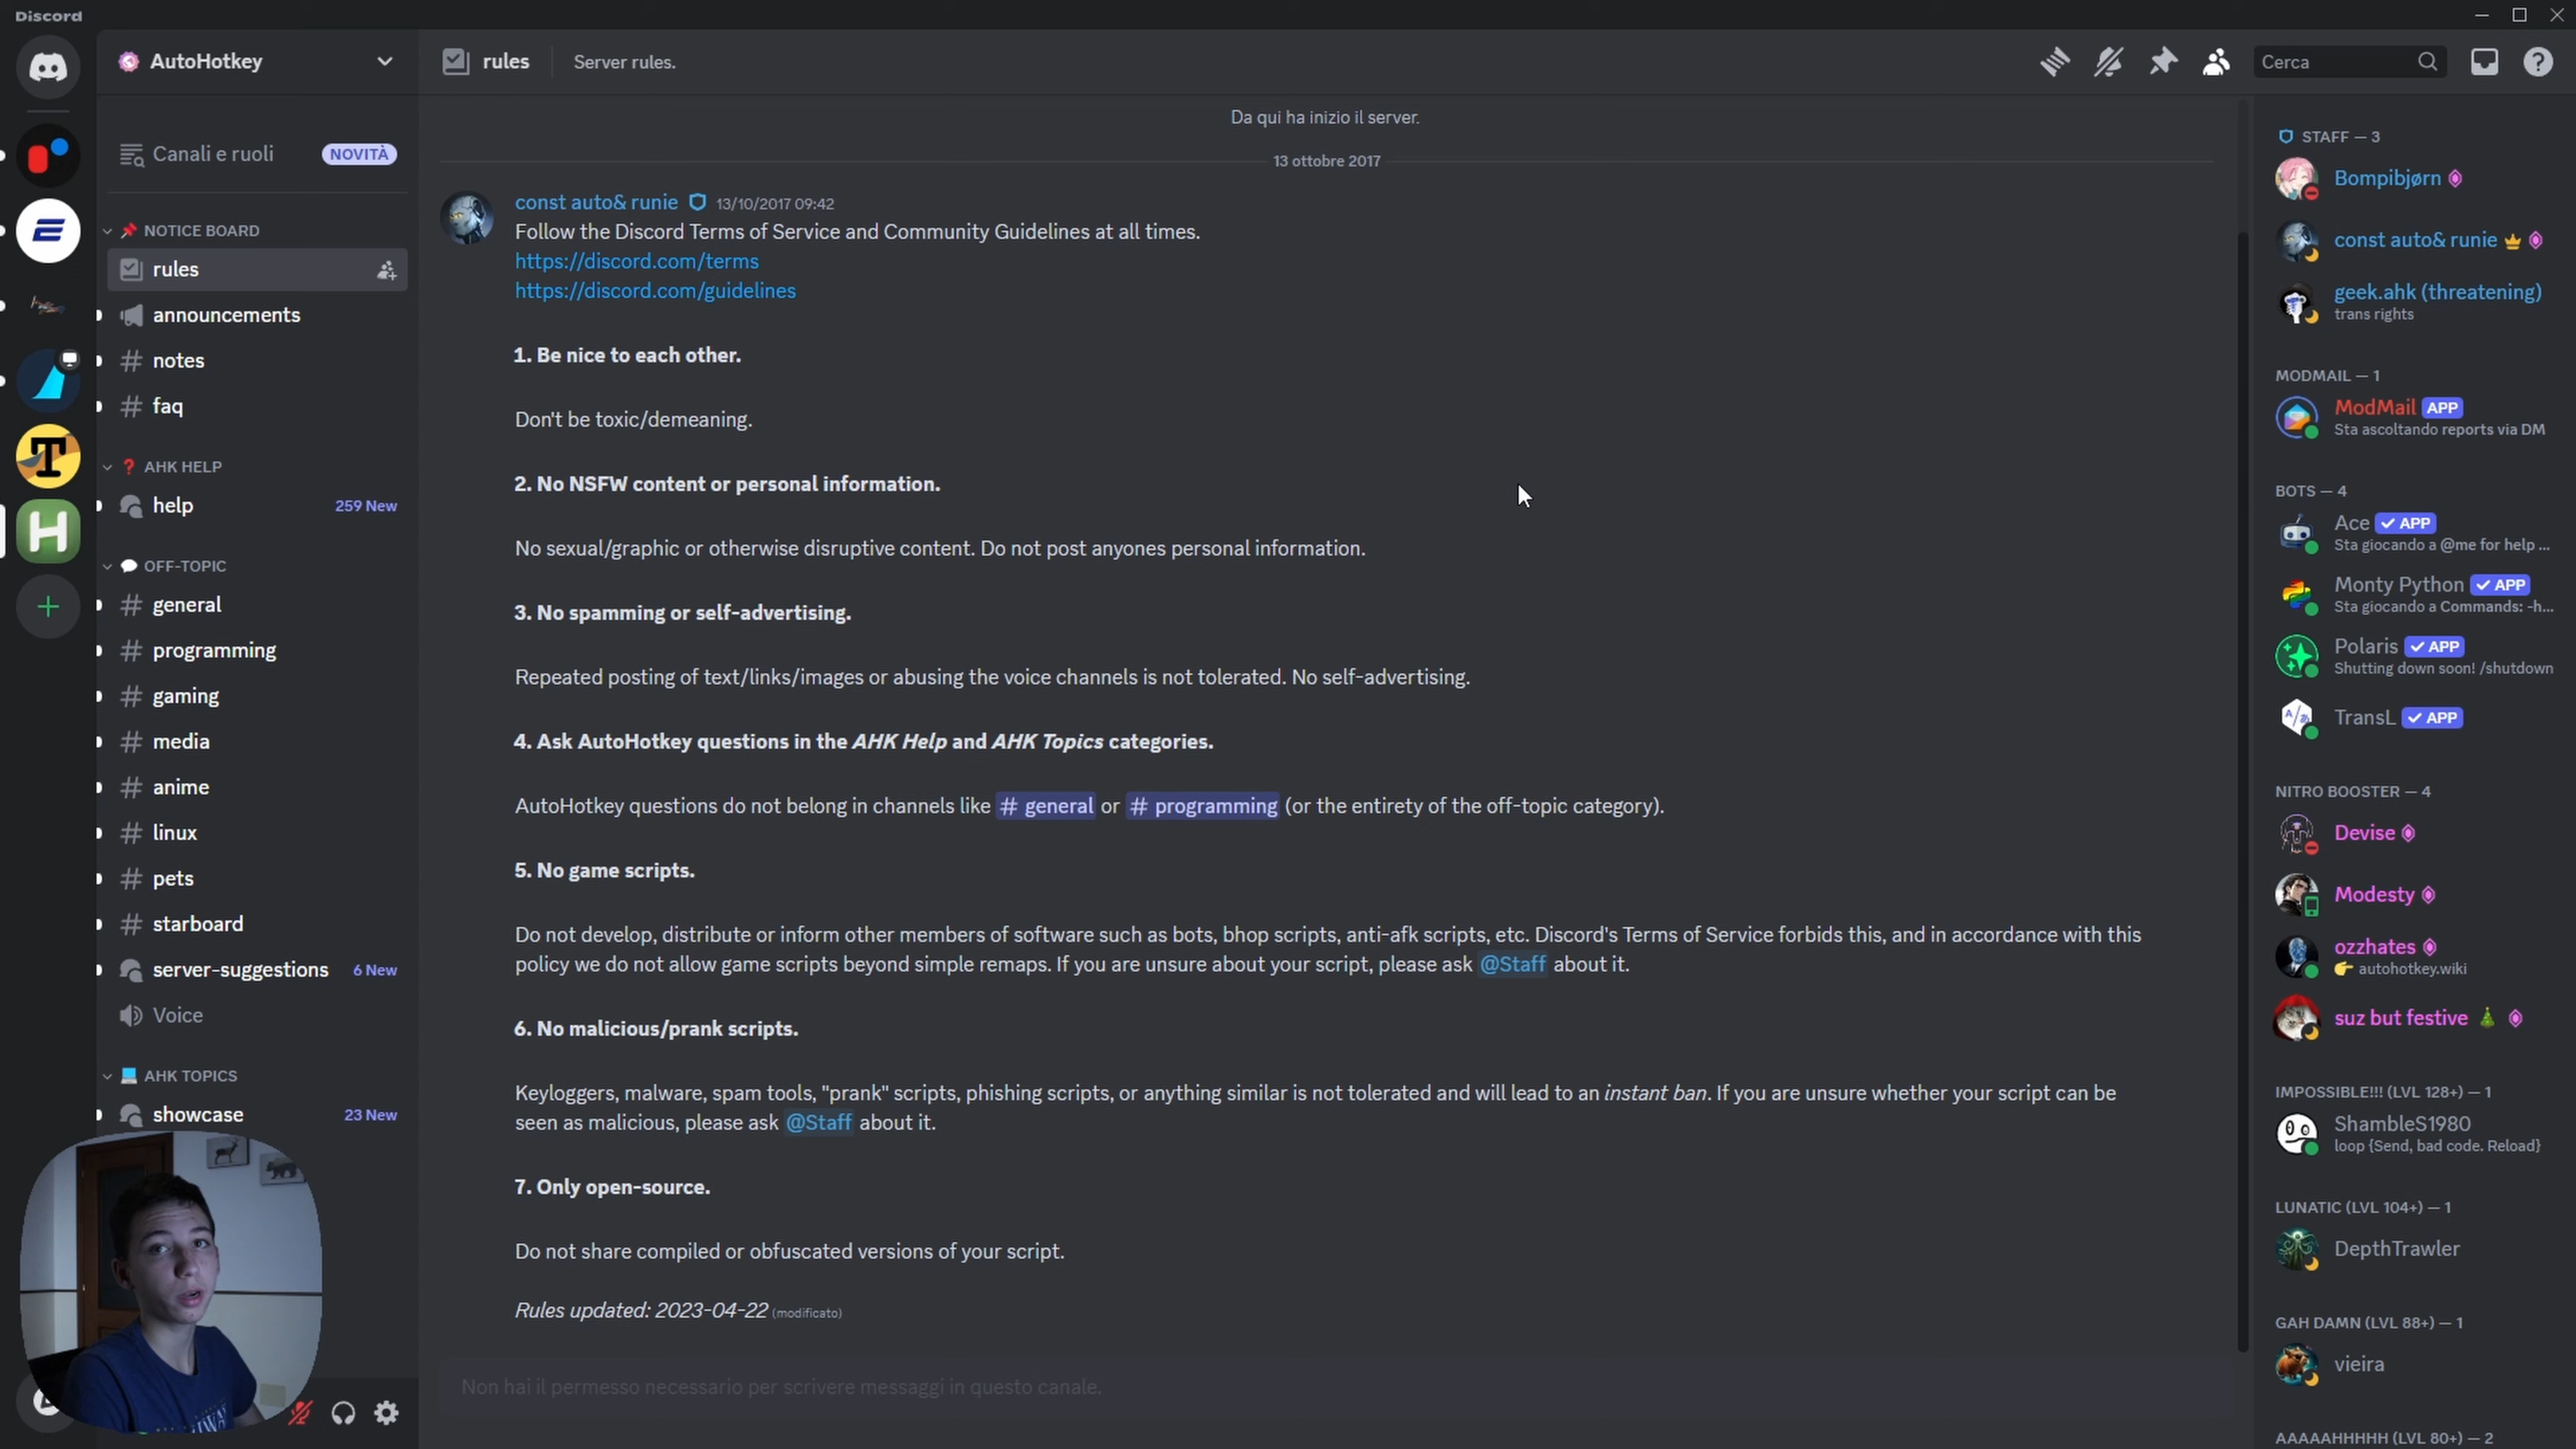 Discord
AutoHotkey
rules
Server rules.
Cerca
Canali e ruoli
NOVITÀ
NOTICE BOARD
rules
announcements
notes
faq
AHK HELP
help
259 New
OFF-TOPIC
general
programming
gaming
media
anime
linux
pets
starboard
server-suggestions
6 New
Voice
AHK TOPICS
showcase
23 New
Da qui ha inizio il server.
13 ottobre 2017
const auto& runie 13/10/2017 09:42
Follow the Discord Terms of Service and Community Guidelines at all times.
https://discord.com/terms
https://discord.com/guidelines
1. Be nice to each other.
Don't be toxic/demeaning.
2. No NSFW content or personal information.
No sexual/graphic or otherwise disruptive content. Do not post anyones personal information.
3. No spamming or self-advertising.
Repeated posting of text/links/images or abusing the voice channels is not tolerated. No self-advertising.
4. Ask AutoHotkey questions in the AHK Help and AHK Topics categories.
AutoHotkey questions do not belong in channels like # general or # programming (or the entirety of the off-topic category).
5. No game scripts.
Do not develop, distribute or inform other members of software such as bots, bhop scripts, anti-afk scripts, etc. Discord's Terms of Service forbids this, and in accordance with this
policy we do not allow game scripts beyond simple remaps. If you are unsure about your script, please ask @Staff about it.
6. No malicious/prank scripts.
Keyloggers, malware, spam tools, "prank" scripts, phishing scripts, or anything similar is not tolerated and will lead to an instant ban. If you are unsure whether your script can be
seen as malicious, please ask @Staff about it.
7. Only open-source.
Do not share compiled or obfuscated versions of your script.
Rules updated: 2023-04-22 (modificato)
Non hai il permesso necessario per scrivere messaggi in questo canale.
STAFF — 3
Bompibjørn
const auto& runie
geek.ahk (threatening)
trans rights
MODMAIL — 1
ModMail APP
Sta ascoltando reports via DM
BOTS — 4
Ace APP
Sta giocando a @me for help ...
Monty Python APP
Sta giocando a Commands: -h...
Polaris APP
Shutting down soon! /shutdown
TransL APP
NITRO BOOSTER — 4
Devise
Modesty
ozzhates
autohotkey.wiki
suz but festive
IMPOSSIBLE!!! (LVL 128+) — 1
ShambleS1980
loop {Send, bad code. Reload}
LUNATIC (LVL 104+) — 1
DepthTrawler
GAH DAMN (LVL 88+) — 1
vieira
AAAAAHHHHH (LVL 80+) — 2